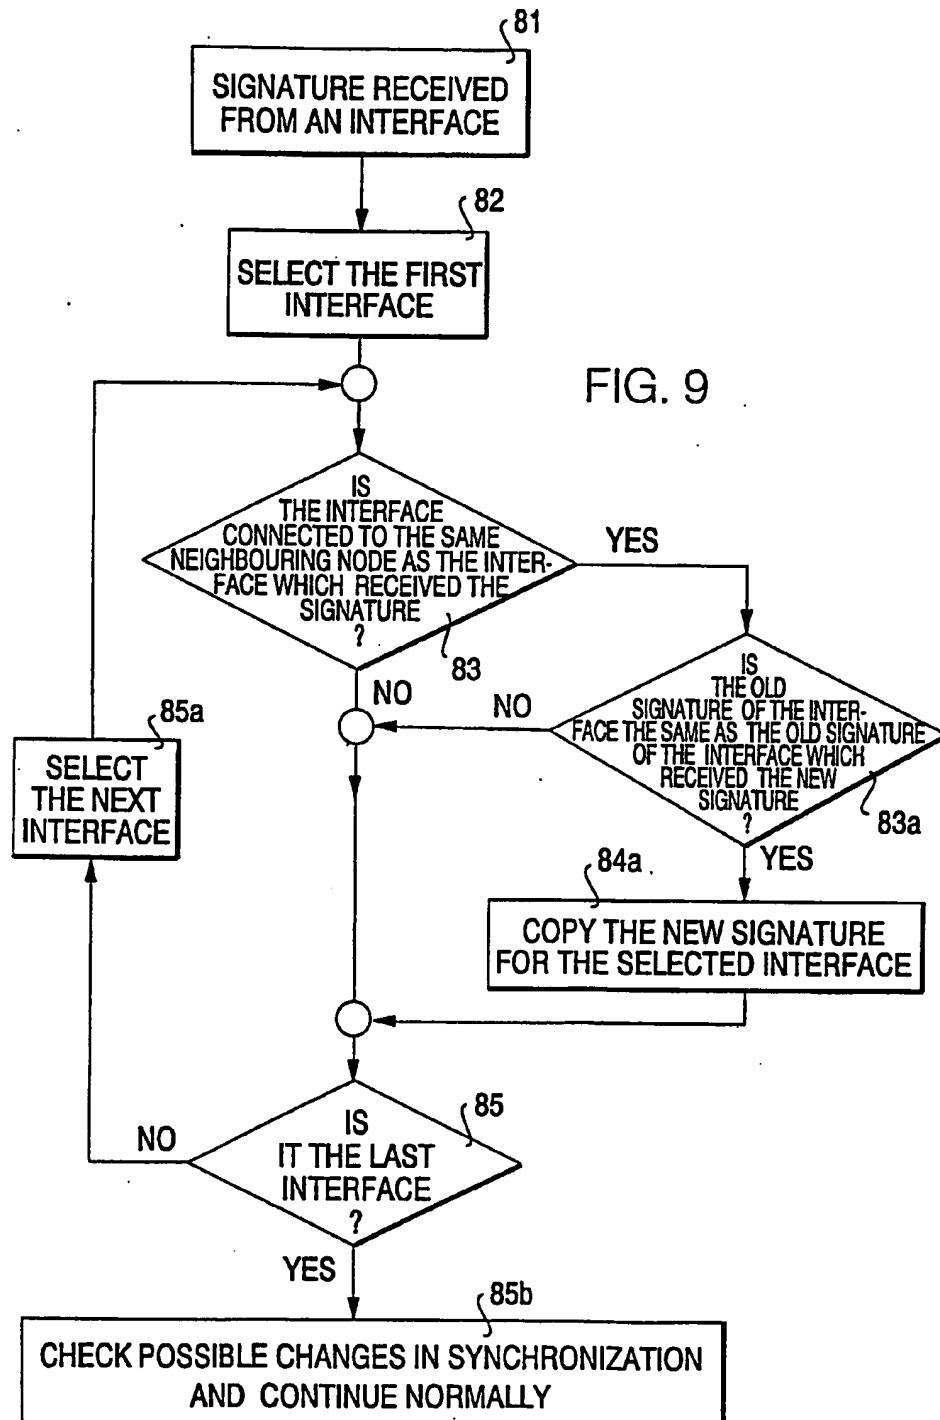 81
SIGNATURE RECEIVED
FROM AN INTERFACE
82
SELECT THE FIRST
INTERFACE
FIG. 9
IS
THE INTERFACE
CONNECTED TO THE SAME
NEIGHBOURING NODE AS THE INTER-
FACE WHICH RECEIVED THE
SIGNATURE
?
83
YES
NO
IS
THE OLD
SIGNATURE OF THE INTER-
FACE THE SAME AS THE OLD SIGNATURE
OF THE INTERFACE WHICH
RECEIVED THE NEW
SIGNATURE
?
83a
NO
YES
85a
SELECT
THE NEXT
INTERFACE
84a
COPY THE NEW SIGNATURE
FOR THE SELECTED INTERFACE
85
IS
IT THE LAST
INTERFACE
?
NO
YES
85b
CHECK POSSIBLE CHANGES IN SYNCHRONIZATION
AND CONTINUE NORMALLY